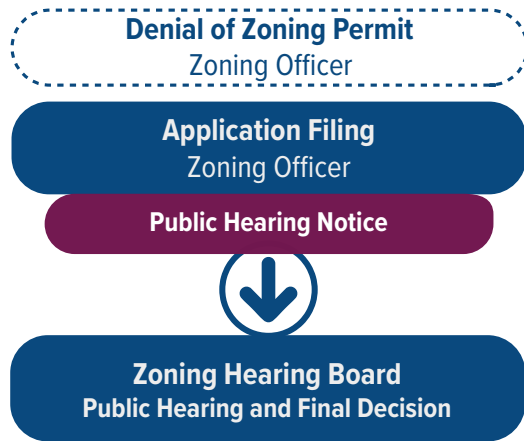 Denial of Zoning Permit
Zoning Officer
Application Filing
Zoning Officer
Public Hearing Notice
Zoning Hearing Board
Public Hearing and Final Decision